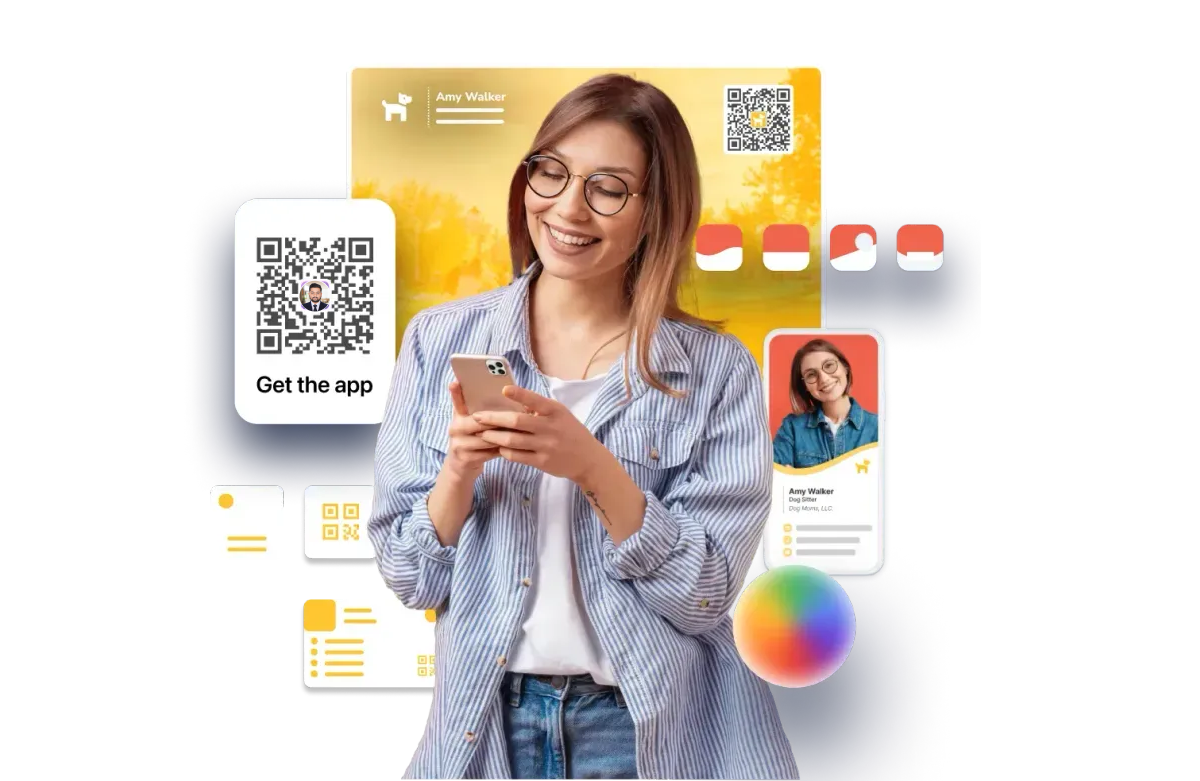 Amy Walker
Get the app
Amy Walker
Dog Sitter
Dog Moms, LLC.